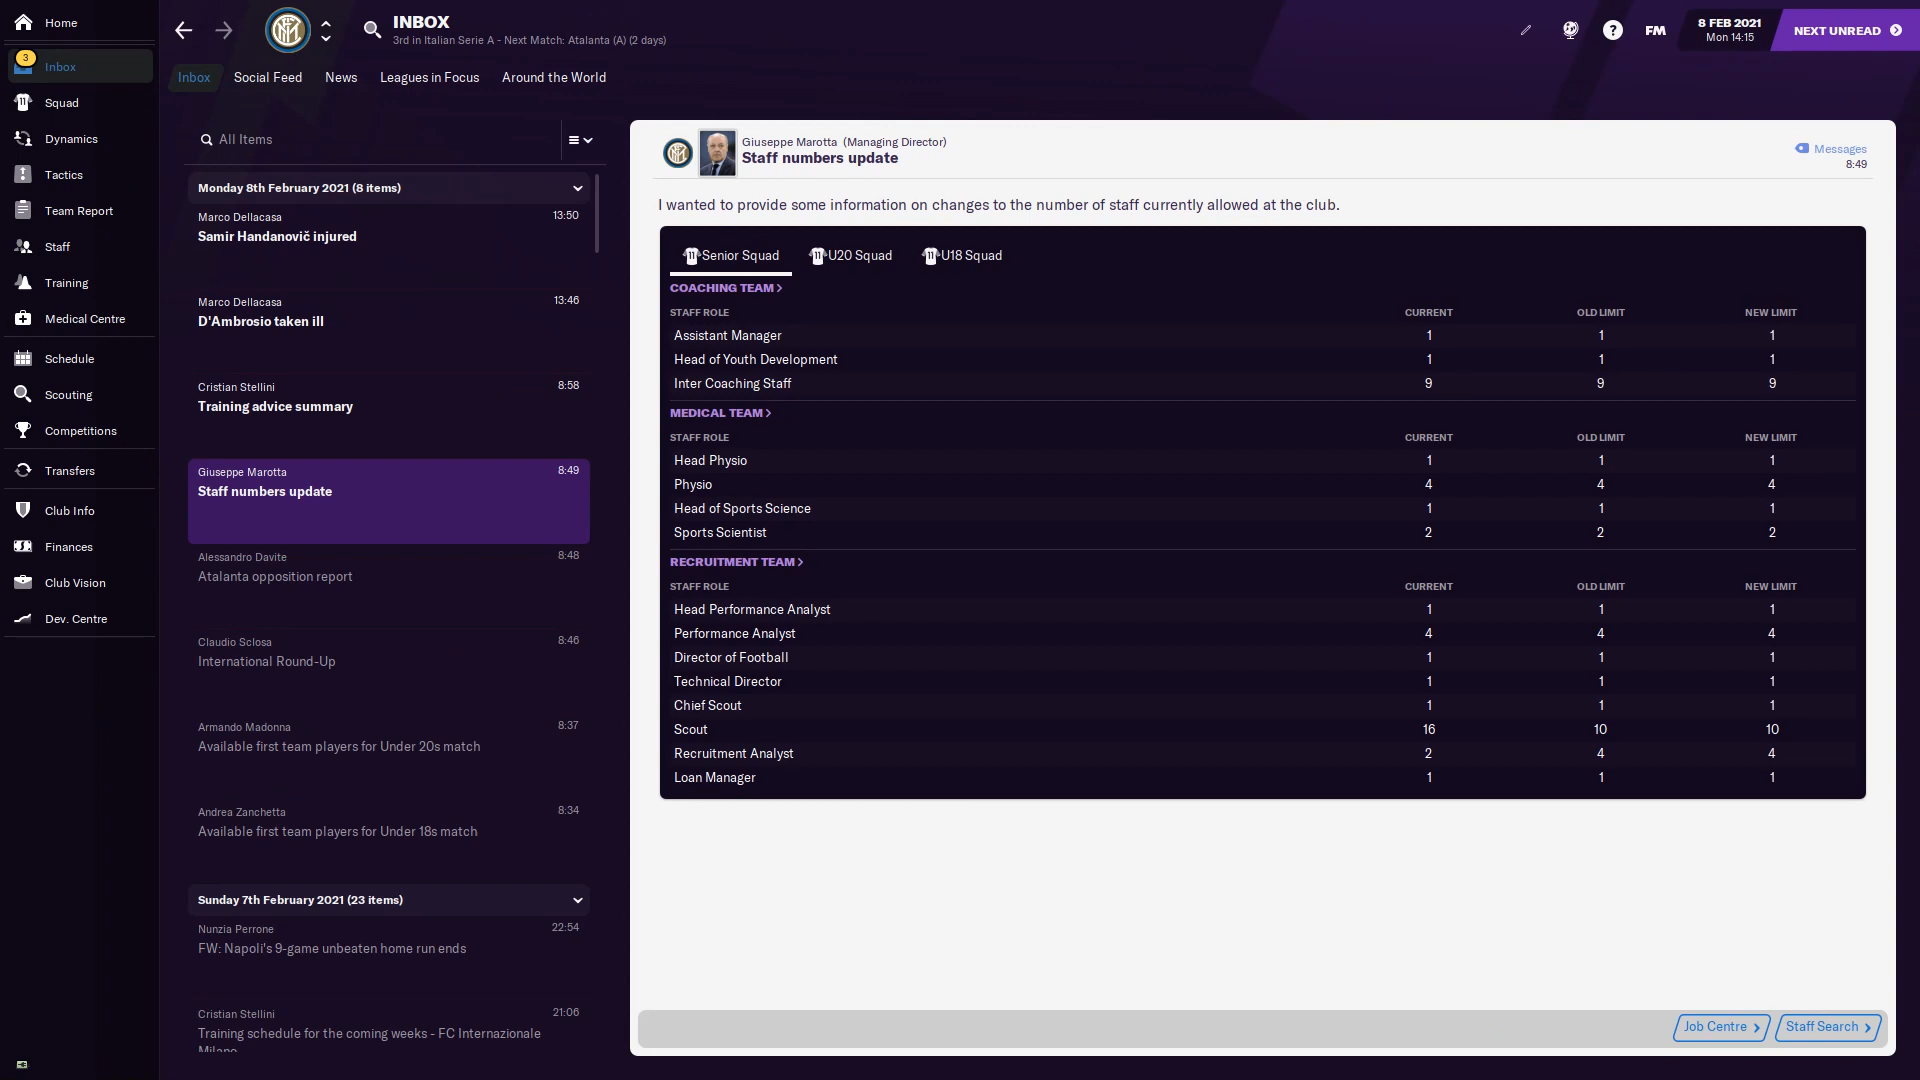 Home
3
Inbox
Squad
Dynamics
Tactics
Team Report
Staff
Training
Medical Centre
Schedule
Scouting
Competitions
Transfers
Club Info
Finances
Club Vision
Dev. Centre
INBOX
3rd in Italian Serie A - Next Match: Atalanta (A) (2 days)
FM
8 FEB 2021
Mon 14:15
NEXT UNREAD
Inbox Social Feed News Leagues in Focus Around the World
All Items
Monday 8th February 2021 (8 items)
Marco Dellacasa 13:50
Samir Handanovič injured
Marco Dellacasa 13:46
D'Ambrosio taken ill
Cristian Stellini 8:58
Training advice summary
Giuseppe Marotta 8:49
Staff numbers update
Alessandro Davite 8:48
Atalanta opposition report
Claudio Sclosa 8:46
International Round-Up
Armando Madonna 8:37
Available first team players for Under 20s match
Andrea Zanchetta 8:34
Available first team players for Under 18s match
Sunday 7th February 2021 (23 items)
Nunzia Perrone 22:54
FW: Napoli's 9-game unbeaten home run ends
Cristian Stellini 21:06
Training schedule for the coming weeks - FC Internazionale
Milano
Giuseppe Marotta (Managing Director)
Staff numbers update
Messages
8:49
I wanted to provide some information on changes to the number of staff currently allowed at the club.
Senior Squad U20 Squad U18 Squad
COACHING TEAM >
STAFF ROLE CURRENT OLD LIMIT NEW LIMIT
Assistant Manager 1 1 1
Head of Youth Development 1 1 1
Inter Coaching Staff 9 9 9
MEDICAL TEAM >
STAFF ROLE CURRENT OLD LIMIT NEW LIMIT
Head Physio 1 1 1
Physio 4 4 4
Head of Sports Science 1 1 1
Sports Scientist 2 2 2
RECRUITMENT TEAM >
STAFF ROLE CURRENT OLD LIMIT NEW LIMIT
Head Performance Analyst 1 1 1
Performance Analyst 4 4 4
Director of Football 1 1 1
Technical Director 1 1 1
Chief Scout 1 1 1
Scout 16 10 10
Recruitment Analyst 2 4 4
Loan Manager 1 1 1
Job Centre > Staff Search >